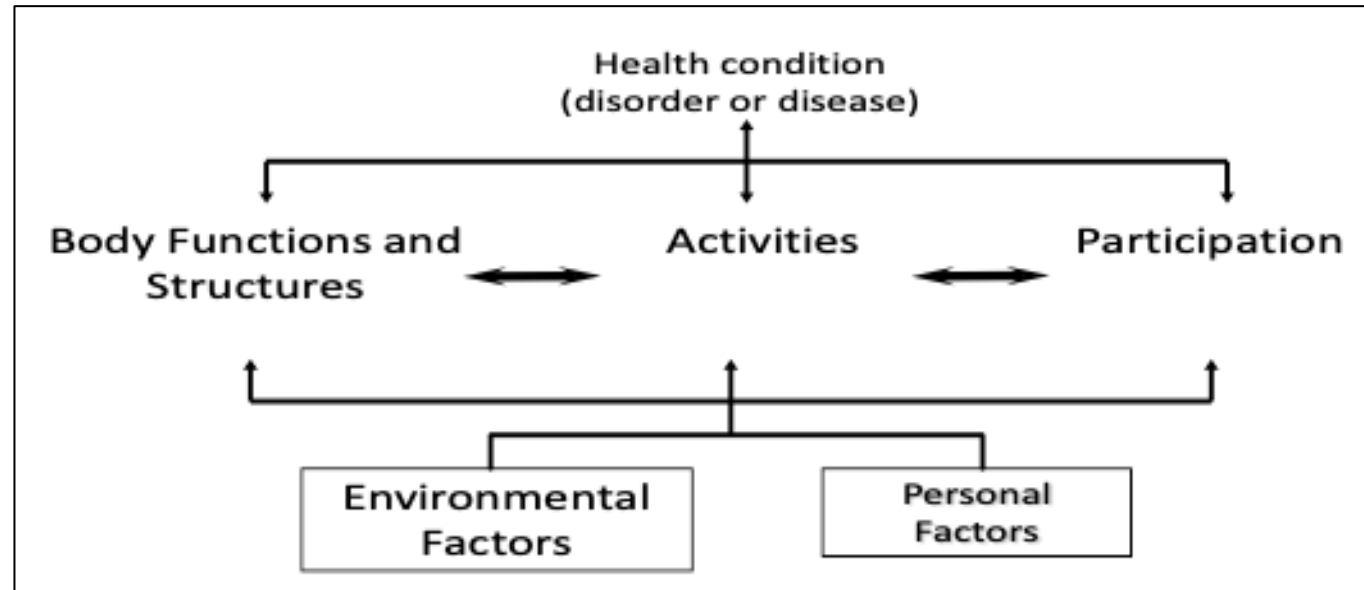 Health condition
(disorder or disease)
Body Functions and
Structures
Activities
Participation
Environmental
Factors
Personal
Factors